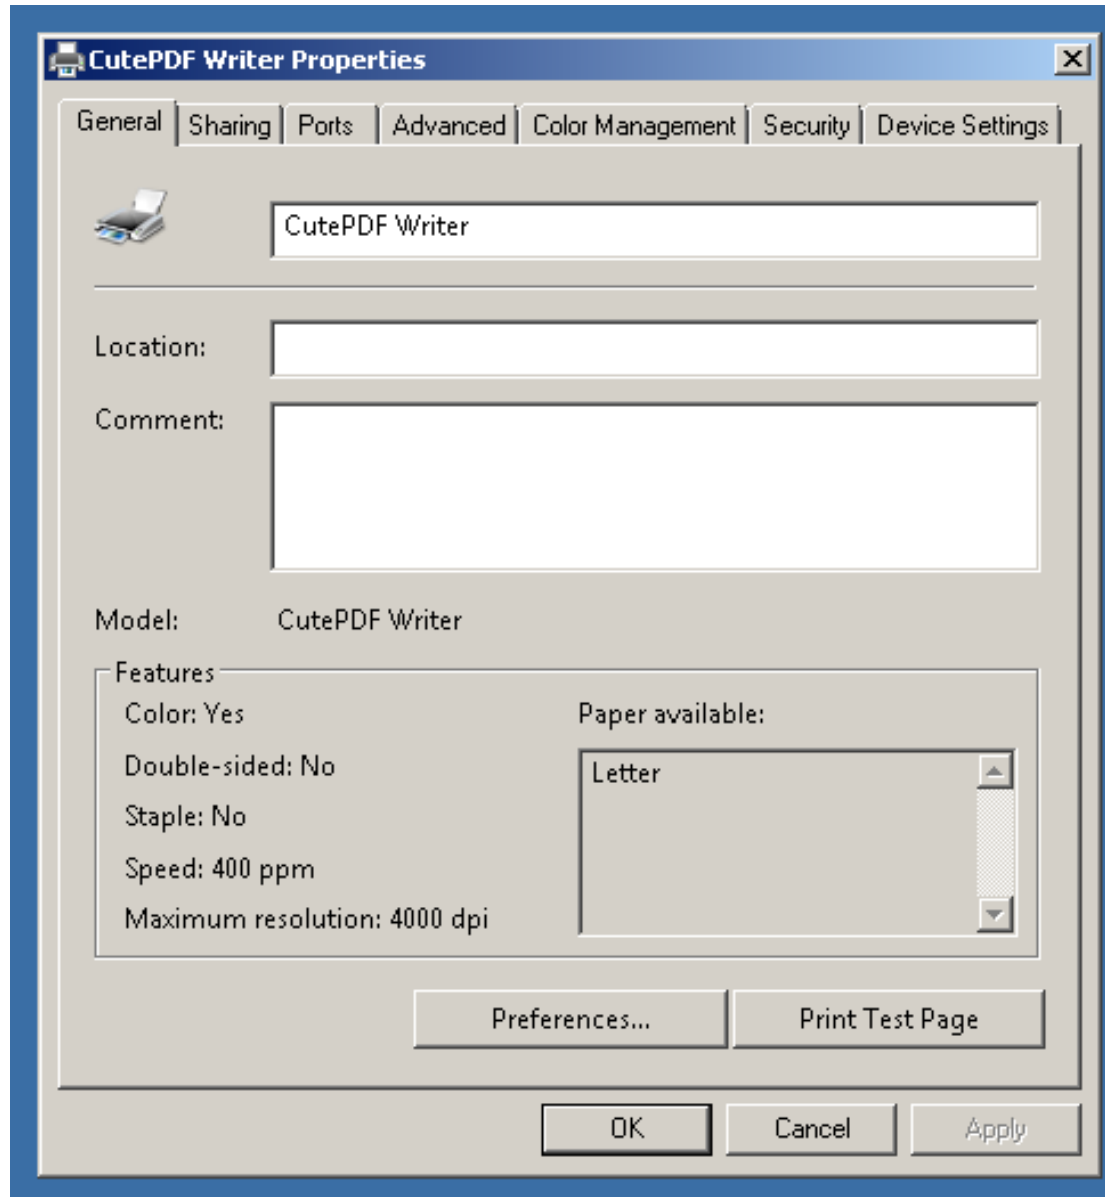 CutePDF Writer Properties
General Sharing Ports Advanced Color Management Security Device Settings
CutePDF Writer
Location:
Comment:
Model: CutePDF Writer
Features
Color: Yes
Paper available:
Double-sided: No
Letter
Staple: No
Speed: 400 ppm
Maximum resolution: 4000 dpi
Preferences... Print Test Page
OK Cancel Apply